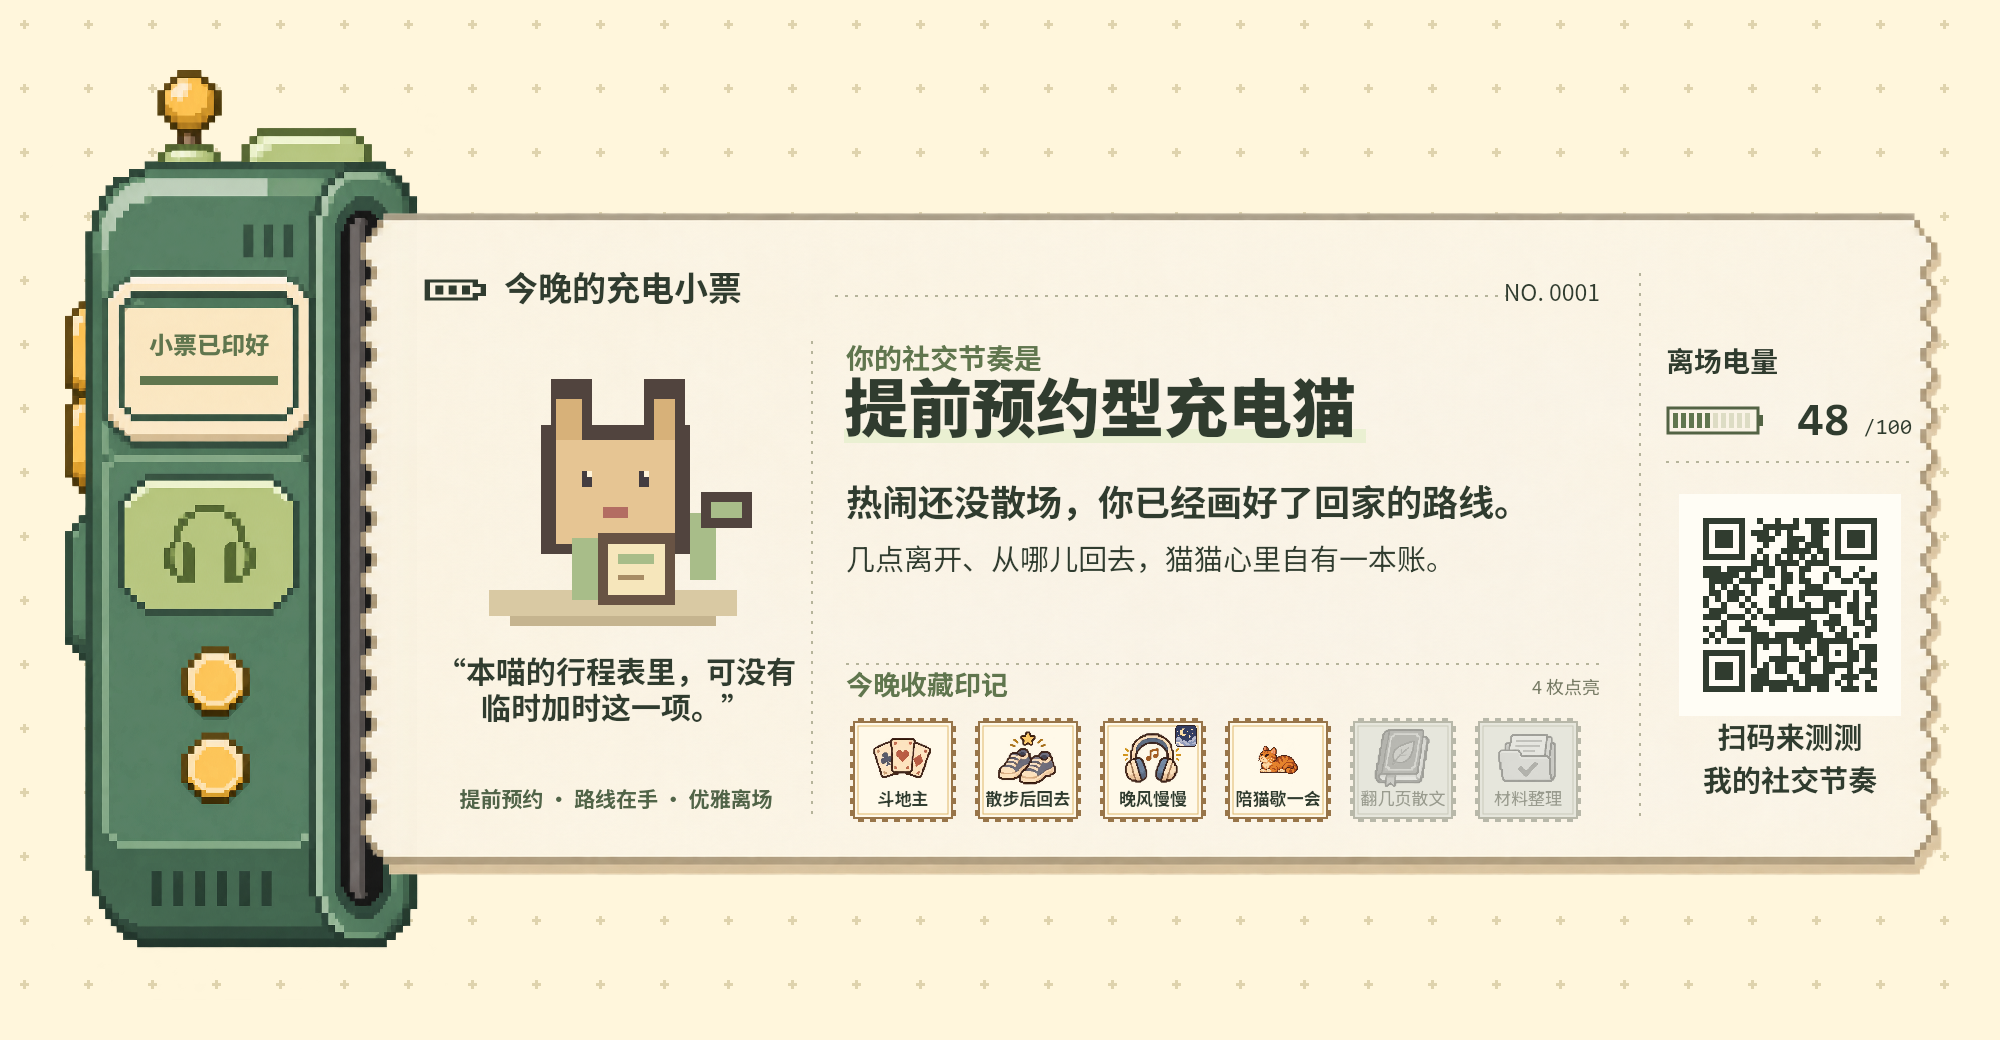 小票已印好
今晚的充电小票
NO. 0001
“本喵的行程表里，可没有
临时加时这一项。”
提前预约 · 路线在手 · 优雅离场
你的社交节奏是
提前预约型充电猫
热闹还没散场，你已经画好了回家的路线。
几点离开、从哪儿回去，猫猫心里自有一本账。
今晚收藏印记
4 枚点亮
斗地主
散步后回去
晚风慢慢
陪猫歇一会
翻几页散文
材料整理
离场电量
48 /100
扫码来测测
我的社交节奏